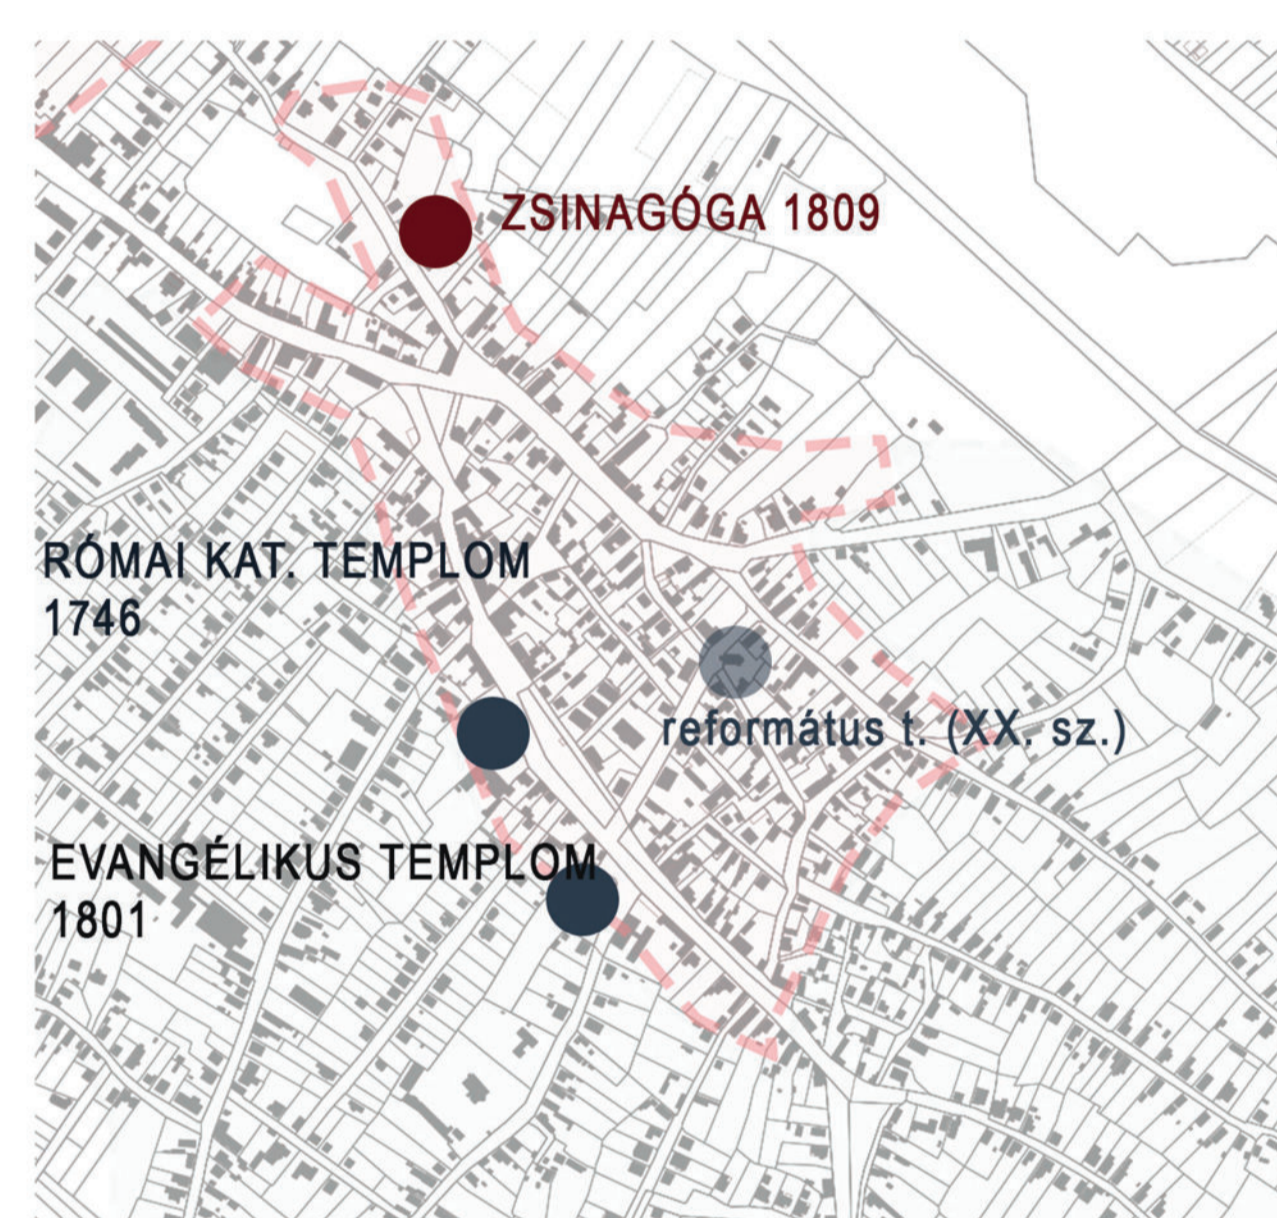 ZSINAGÓGA 1809
RÓMAI KAT. TEMPLOM
1746
református t. (XX. sz.)
EVANGÉLIKUS TEMPLOM
1801